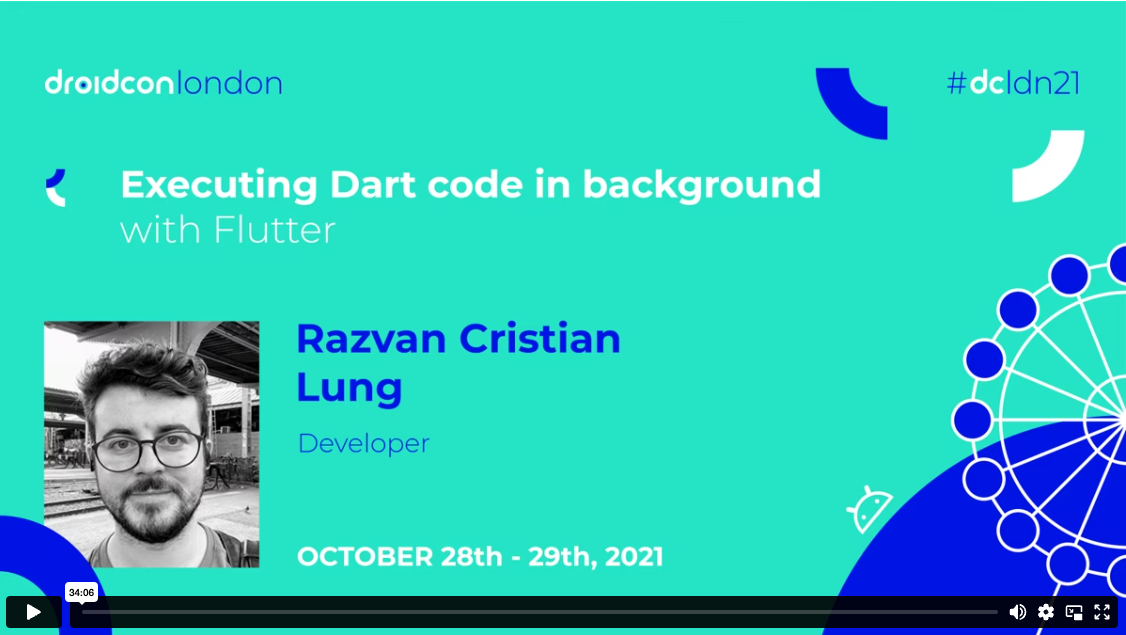 droidconlondon
#dcldn21
Executing Dart code in background
with Flutter
Razvan Cristian
Lung
Developer
OCTOBER 28th - 29th, 2021
34:06